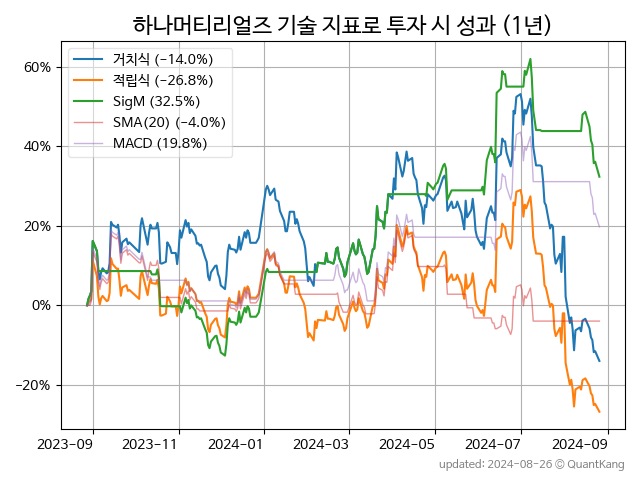 하나머티리얼즈 기술 지표로 투자 시 성과 (1년)
거치식 (−14.0%)
적립식 (−26.8%)
SigM (32.5%)
SMA(20) (−4.0%)
MACD (19.8%)
60%
40%
20%
0%
−20%
2023-09 2023-11 2024-01 2024-03 2024-05 2024-07 2024-09
updated: 2024-08-26 © QuantKang